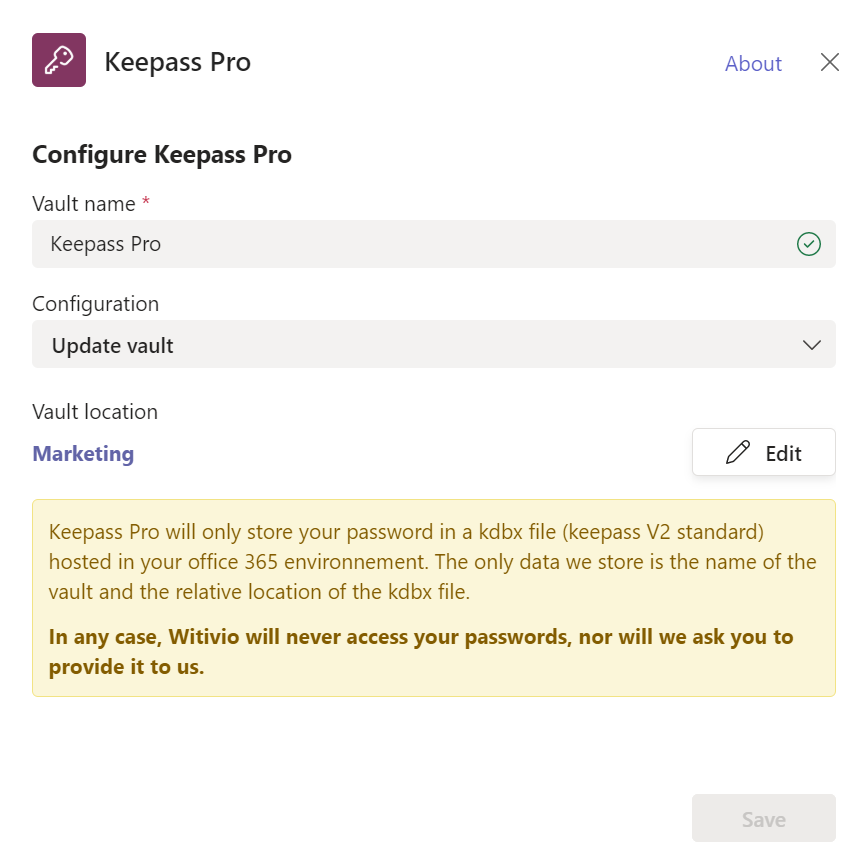 Keepass Pro
About
Configure Keepass Pro
Vault name *
Keepass Pro
Configuration
Update vault
Vault location
Marketing
Edit
Keepass Pro will only store your password in a kdbx file (keepass V2 standard)
hosted in your office 365 environnement. The only data we store is the name of the
vault and the relative location of the kdbx file.
In any case, Witivio will never access your passwords, nor will we ask you to
provide it to us.
Save